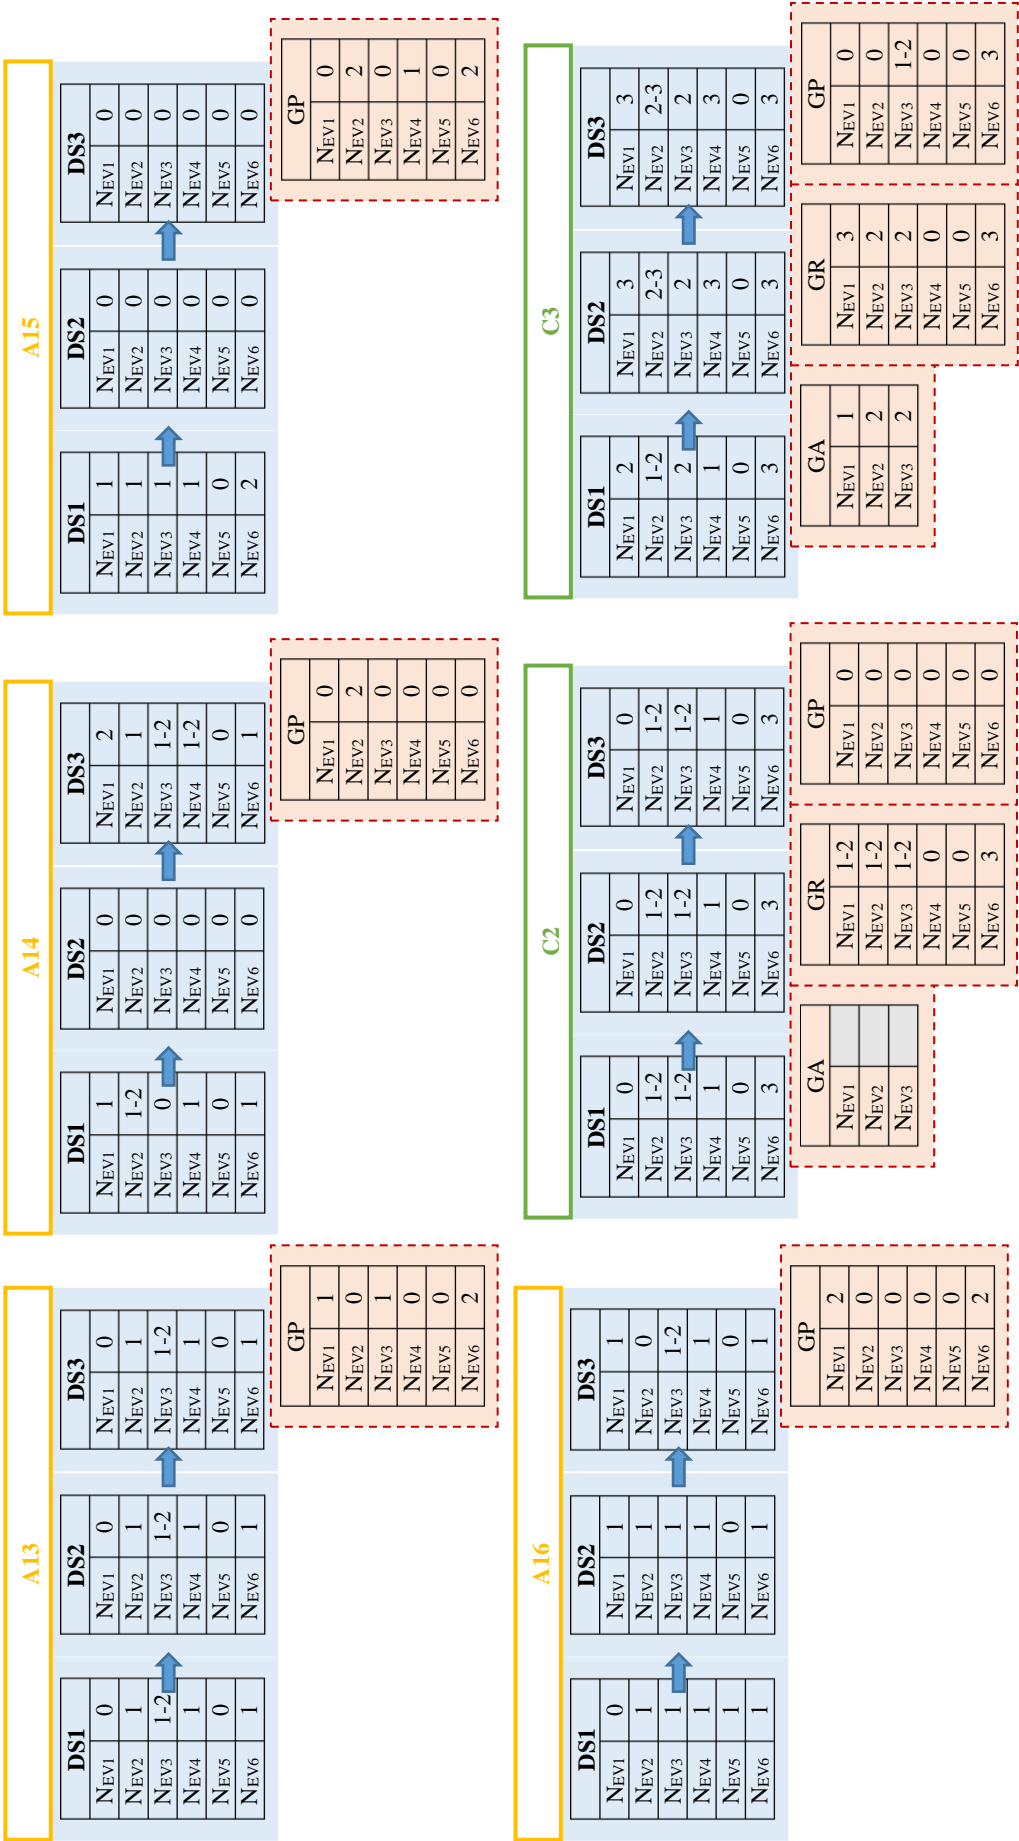 A13
DS1
NEV1 0
NEV2 1
NEV3 1-2
NEV4 1
NEV5 0
NEV6 1
DS2
NEV1 0
NEV2 1
NEV3 1-2
NEV4 1
NEV5 0
NEV6 1
DS3
NEV1 0
NEV2 1
NEV3 1-2
NEV4 1
NEV5 0
NEV6 1
GP
NEV1 1
NEV2 0
NEV3 1
NEV4 0
NEV5 0
NEV6 2
A14
DS1
NEV1 1
NEV2 1-2
NEV3 0
NEV4 1
NEV5 0
NEV6 1
DS2
NEV1 0
NEV2 0
NEV3 0
NEV4 0
NEV5 0
NEV6 0
DS3
NEV1 2
NEV2 1
NEV3 1-2
NEV4 1-2
NEV5 0
NEV6 1
GP
NEV1 0
NEV2 2
NEV3 0
NEV4 0
NEV5 0
NEV6 0
A15
DS1
NEV1 1
NEV2 1
NEV3 1
NEV4 1
NEV5 0
NEV6 2
DS2
NEV1 0
NEV2 0
NEV3 0
NEV4 0
NEV5 0
NEV6 0
DS3
NEV1 0
NEV2 0
NEV3 0
NEV4 0
NEV5 0
NEV6 0
GP
NEV1 0
NEV2 2
NEV3 0
NEV4 1
NEV5 0
NEV6 2
A16
DS1
NEV1 0
NEV2 1
NEV3 1
NEV4 1
NEV5 1
NEV6 1
DS2
NEV1 1
NEV2 1
NEV3 1
NEV4 1
NEV5 0
NEV6 1
DS3
NEV1 1
NEV2 0
NEV3 1-2
NEV4 1
NEV5 0
NEV6 1
GP
NEV1 2
NEV2 0
NEV3 0
NEV4 0
NEV5 0
NEV6 2
C2
DS1
NEV1 0
NEV2 1-2
NEV3 1-2
NEV4 1
NEV5 0
NEV6 3
DS2
NEV1 0
NEV2 1-2
NEV3 1-2
NEV4 1
NEV5 0
NEV6 3
DS3
NEV1 0
NEV2 1-2
NEV3 1-2
NEV4 1
NEV5 0
NEV6 3
GA
NEV1
NEV2
NEV3
GR
NEV1 1-2
NEV2 1-2
NEV3 1-2
NEV4 0
NEV5 0
NEV6 3
GP
NEV1 0
NEV2 0
NEV3 0
NEV4 0
NEV5 0
NEV6 0
C3
DS1
NEV1 2
NEV2 1-2
NEV3 2
NEV4 1
NEV5 0
NEV6 3
DS2
NEV1 3
NEV2 2-3
NEV3 2
NEV4 3
NEV5 0
NEV6 3
DS3
NEV1 3
NEV2 2-3
NEV3 2
NEV4 3
NEV5 0
NEV6 3
GA
NEV1 1
NEV2 2
NEV3 2
GR
NEV1 3
NEV2 2
NEV3 2
NEV4 0
NEV5 0
NEV6 3
GP
NEV1 0
NEV2 0
NEV3 1-2
NEV4 0
NEV5 0
NEV6 3